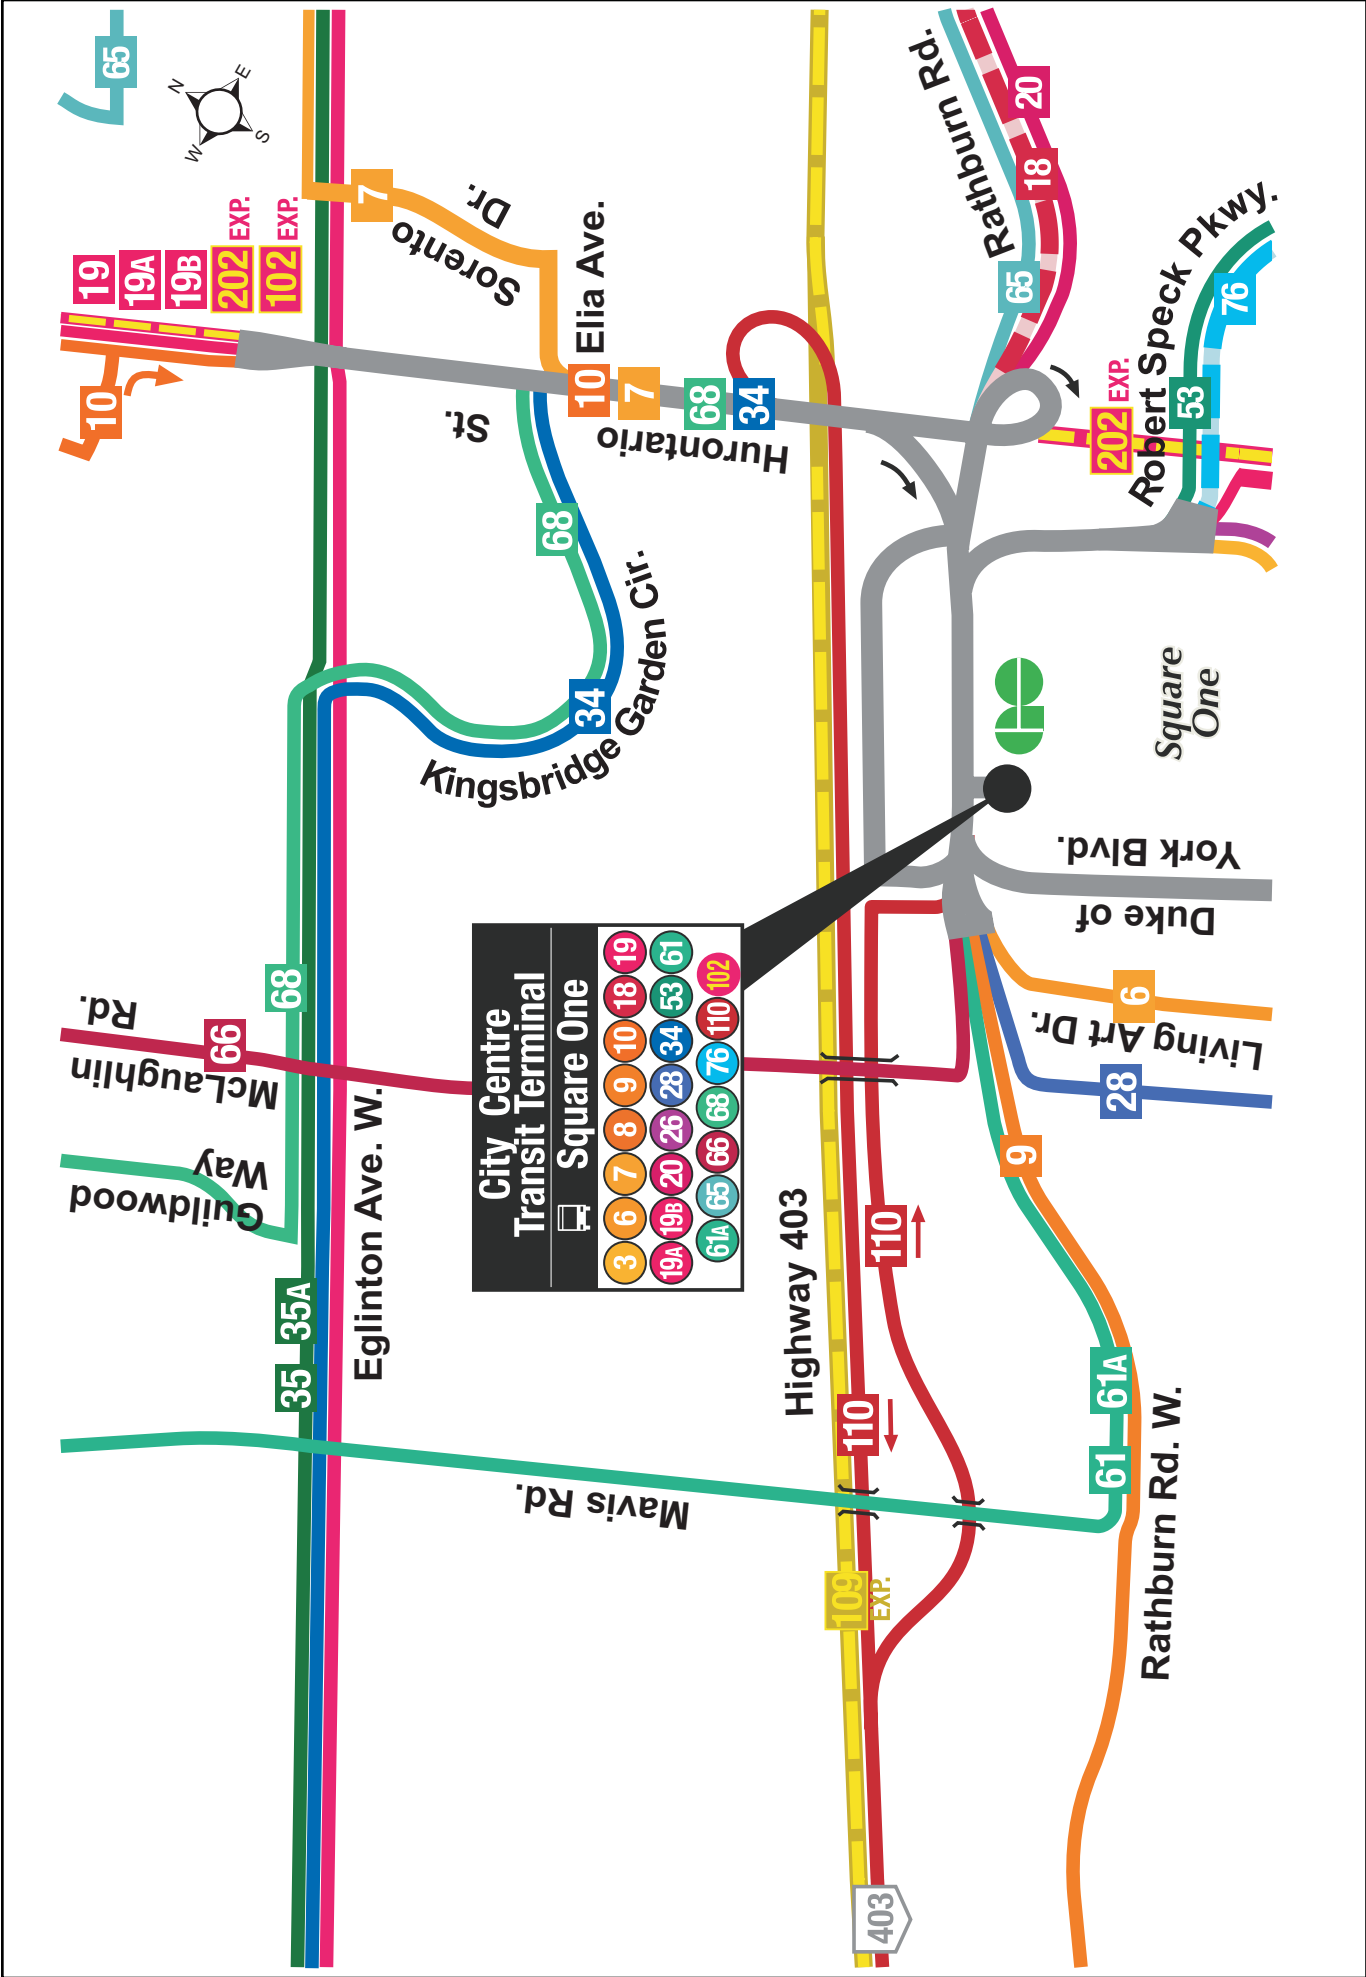 65
N
E
S
W
19
19A
19B
202
EXP.
102
EXP.
10
7
Sorento
Dr.
Elia Ave.
10
7
68
34
Hurontario
St.
Rathburn Rd.
20
18
65
Robert Speck Pkwy.
76
53
202
EXP.
68
34
Kingsbridge Garden Cir.
Square
One
Duke of
York Blvd.
68
66
McLaughlin
Rd.
Guildwood
Way
35A
35
Eglinton Ave. W.
City Centre
Transit Terminal
Square One
3 6 7 8 9 10 18 19
19A 19B 20 26 28 34 53 61
61A 65 66 68 76 110 102
6
Living Art Dr.
28
9
Highway 403
110
110
61A
61
Mavis Rd.
Rathburn Rd. W.
109
EXP.
403